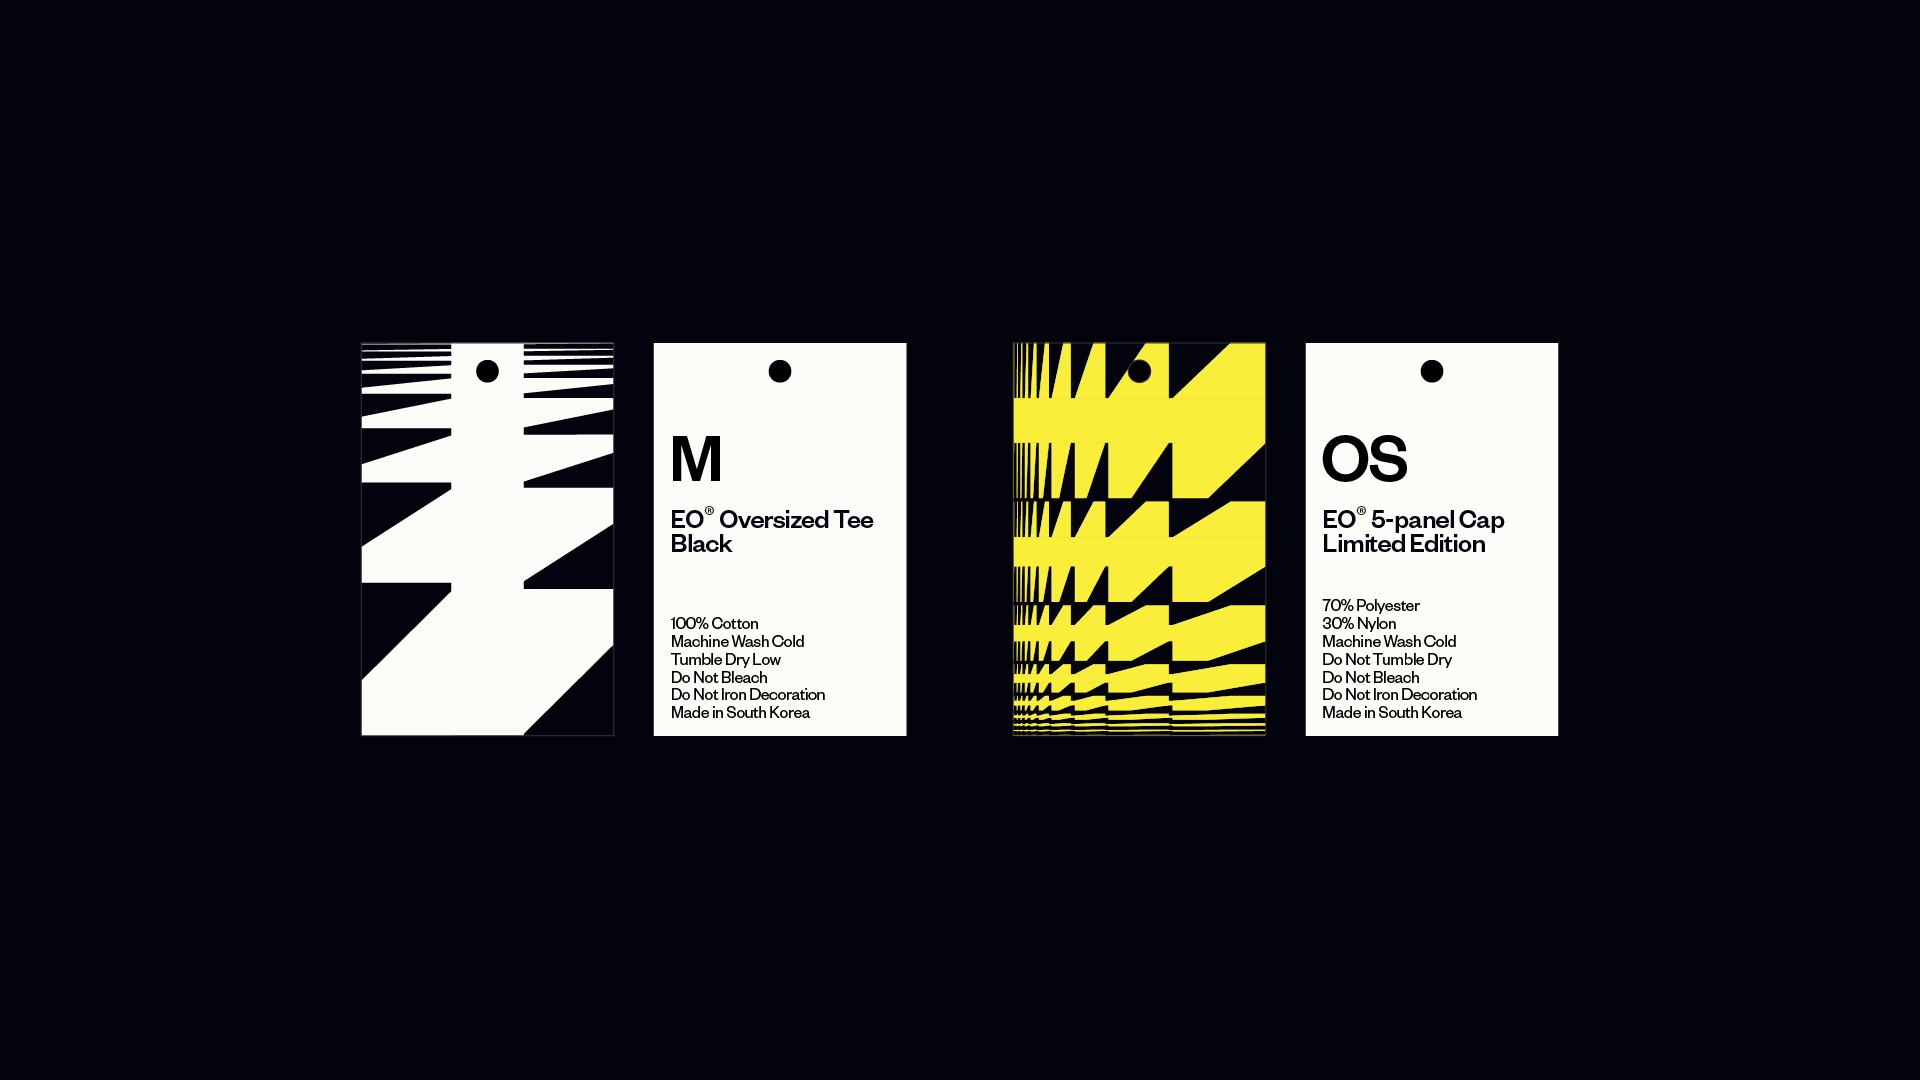 M
EO® Oversized Tee
Black
100% Cotton
Machine Wash Cold
Tumble Dry Low
Do Not Bleach
Do Not Iron Decoration
Made in South Korea
OS
EO® 5-panel Cap
Limited Edition
70% Polyester
30% Nylon
Machine Wash Cold
Do Not Tumble Dry
Do Not Bleach
Do Not Iron Decoration
Made in South Korea